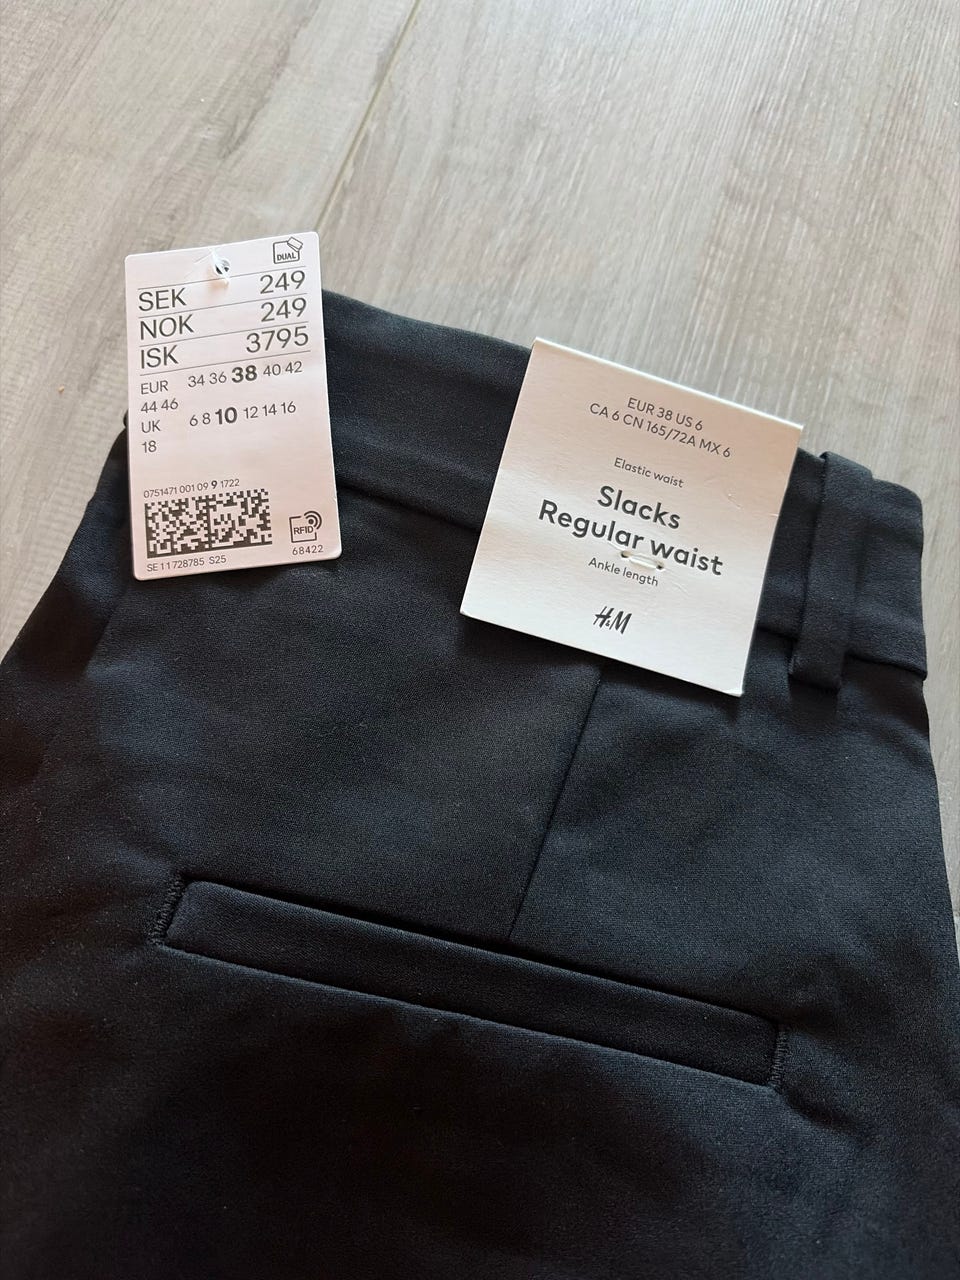 DUAL
SEK 249
NOK 249
ISK 3795
EUR 34 36 38 40 42
44 46
UK 6 8 10 12 14 16
18
0751471 001 09 9 1722
RFID
68422
SE 11728785 S25
EUR 38 US 6
CA 6 CN 165/72A MX 6
Elastic waist
Slacks
Regular waist
Ankle length
H&M